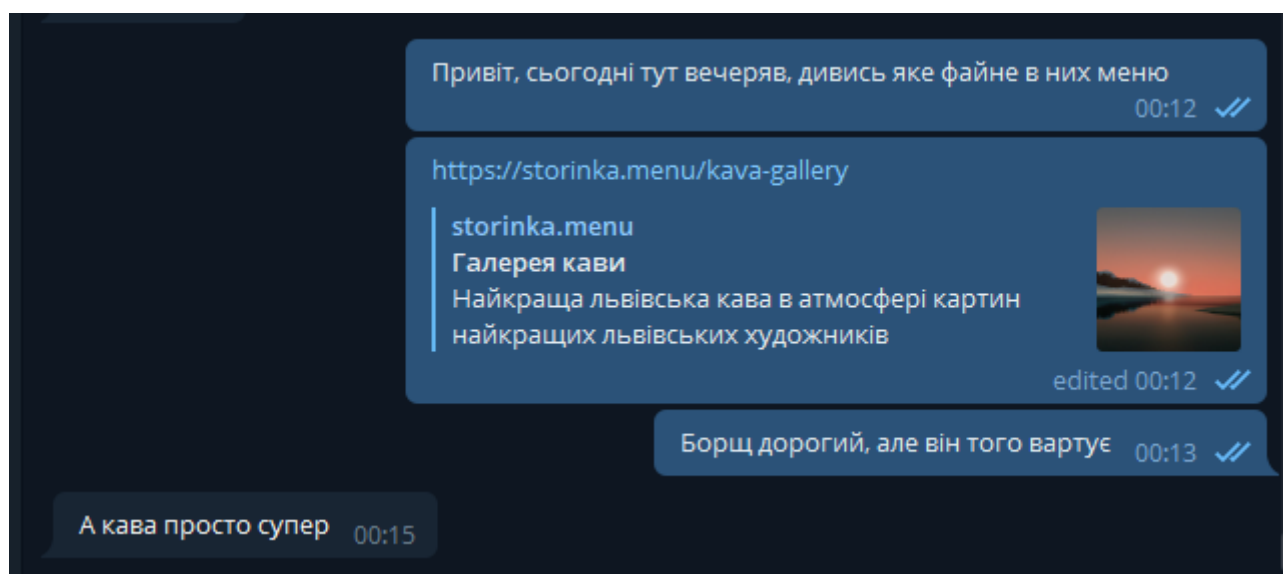 Привіт, сьогодні тут вечеряв, дивись яке файне в них меню
00:12
https://storinka.menu/kava-gallery
storinka.menu
Галерея кави
Найкраща львівська кава в атмосфері картин
найкращих львівських художників
edited 00:12
Борщ дорогий, але він того вартує 00:13
А кава просто супер 00:15